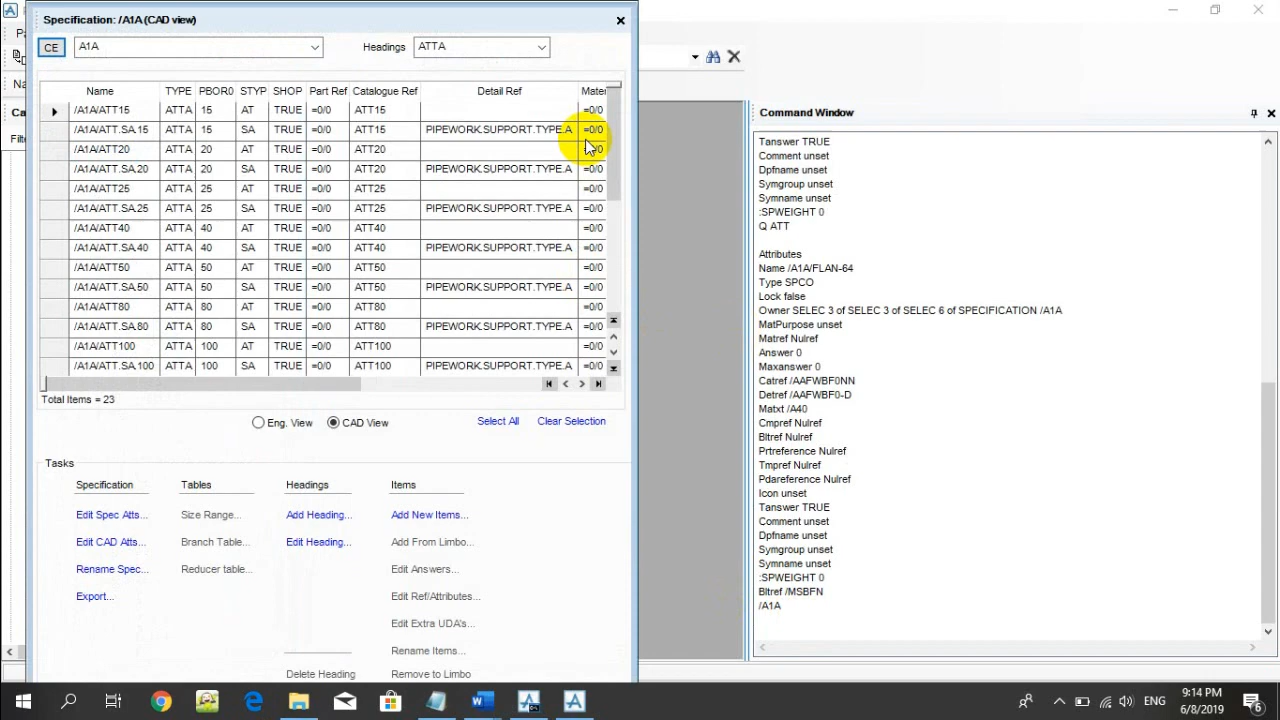 Specification: /A1A (CAD view)
CE A1A Headings ATTA
Name TYPE PBOR0 STYP SHOP Part Ref Catalogue Ref Detail Ref Mater
/A1A/ATT15 ATTA 15 AT TRUE =0/0 ATT15 =0/0
/A1A/ATT.SA.15 ATTA 15 SA TRUE =0/0 ATT15 PIPEWORK.SUPPORT.TYPE.A =0/0
/A1A/ATT20 ATTA 20 AT TRUE =0/0 ATT20 =0/0
/A1A/ATT.SA.20 ATTA 20 SA TRUE =0/0 ATT20 PIPEWORK.SUPPORT.TYPE.A =0/0
/A1A/ATT25 ATTA 25 AT TRUE =0/0 ATT25 =0/0
/A1A/ATT.SA.25 ATTA 25 SA TRUE =0/0 ATT25 PIPEWORK.SUPPORT.TYPE.A =0/0
/A1A/ATT40 ATTA 40 AT TRUE =0/0 ATT40 =0/0
/A1A/ATT.SA.40 ATTA 40 SA TRUE =0/0 ATT40 PIPEWORK.SUPPORT.TYPE.A =0/0
/A1A/ATT50 ATTA 50 AT TRUE =0/0 ATT50 =0/0
/A1A/ATT.SA.50 ATTA 50 SA TRUE =0/0 ATT50 PIPEWORK.SUPPORT.TYPE.A =0/0
/A1A/ATT80 ATTA 80 AT TRUE =0/0 ATT80 =0/0
/A1A/ATT.SA.80 ATTA 80 SA TRUE =0/0 ATT80 PIPEWORK.SUPPORT.TYPE.A =0/0
/A1A/ATT100 ATTA 100 AT TRUE =0/0 ATT100 =0/0
/A1A/ATT.SA.100 ATTA 100 SA TRUE =0/0 ATT100 PIPEWORK.SUPPORT.TYPE.A =0/0
Total Items = 23
Eng. View CAD View Select All Clear Selection
Tasks
Specification Tables Headings Items
Edit Spec Atts... Size Range... Add Heading... Add New Items...
Edit CAD Atts... Branch Table... Edit Heading... Add From Limbo...
Rename Spec... Reducer table... Edit Answers...
Export... Edit Ref/Attributes...
Edit Extra UDA's...
Rename Items...
Delete Heading Remove to Limbo
Command Window
Tanswer TRUE
Comment unset
Dpfname unset
Symgroup unset
Symname unset
:SPWEIGHT 0
Q ATT
Attributes
Name /A1A/FLAN-64
Type SPCO
Lock false
Owner SELEC 3 of SELEC 3 of SELEC 6 of SPECIFICATION /A1A
MatPurpose unset
Matref Nulref
Answer 0
Maxanswer 0
Catref /AAFWBF0NN
Detref /AAFWBF0-D
Matxt /A40
Cmpref Nulref
Bltref Nulref
Prtreference Nulref
Tmpref Nulref
Pdareference Nulref
Icon unset
Tanswer TRUE
Comment unset
Dpfname unset
Symgroup unset
Symname unset
:SPWEIGHT 0
Bltref /MSBFN
/A1A
ENG 9:14 PM
6/8/2019 6